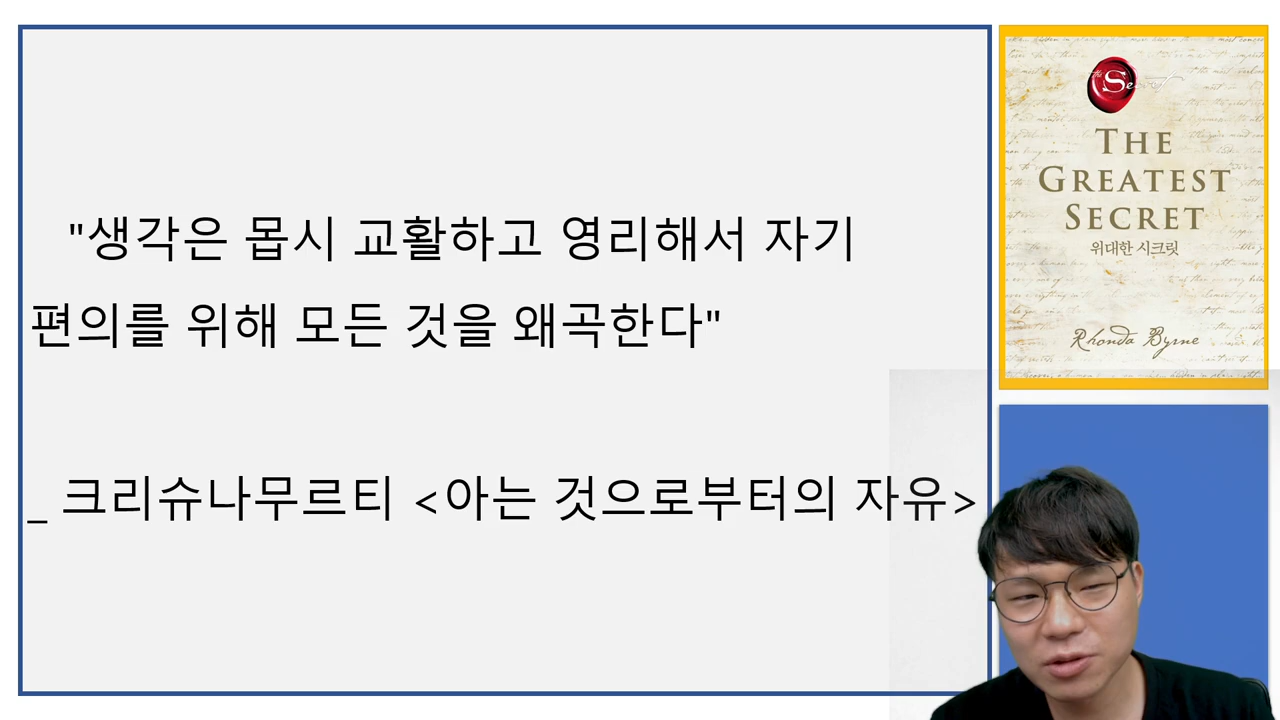 "생각은 몹시 교활하고 영리해서 자기
편의를 위해 모든 것을 왜곡한다"
_ 크리슈나무르티 <아는 것으로부터의 자유>
The Secret
THE
GREATEST
SECRET
위대한 시크릿
Rhonda Byrne